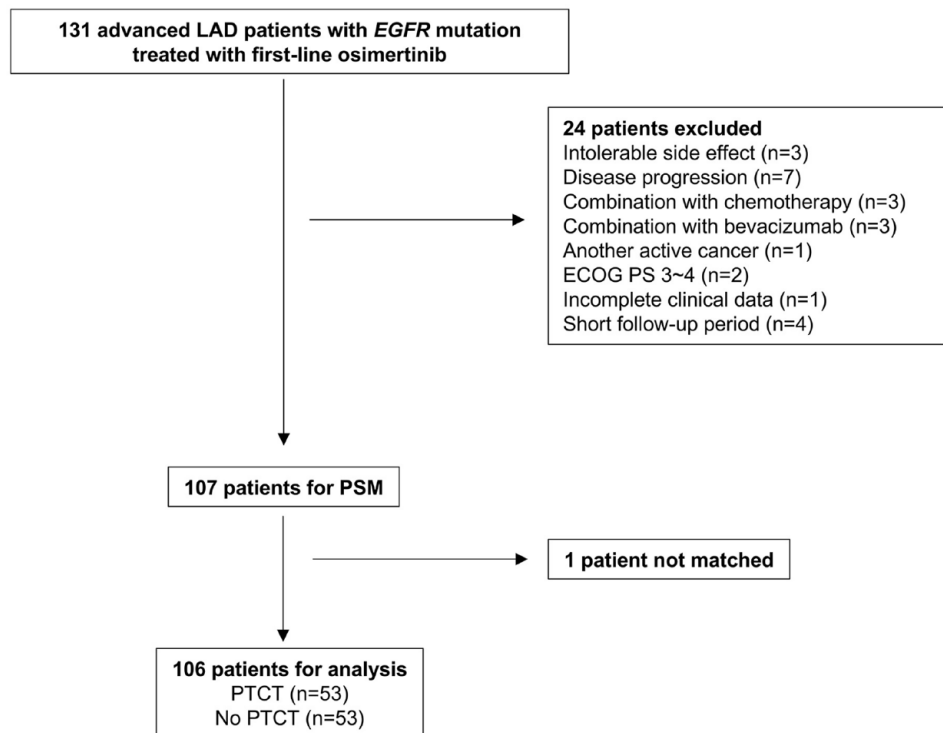 131 advanced LAD patients with EGFR mutation
treated with first-line osimertinib
24 patients excluded
Intolerable side effect (n=3)
Disease progression (n=7)
Combination with chemotherapy (n=3)
Combination with bevacizumab (n=3)
Another active cancer (n=1)
ECOG PS 3~4 (n=2)
Incomplete clinical data (n=1)
Short follow-up period (n=4)
107 patients for PSM
1 patient not matched
106 patients for analysis
PTCT (n=53)
No PTCT (n=53)